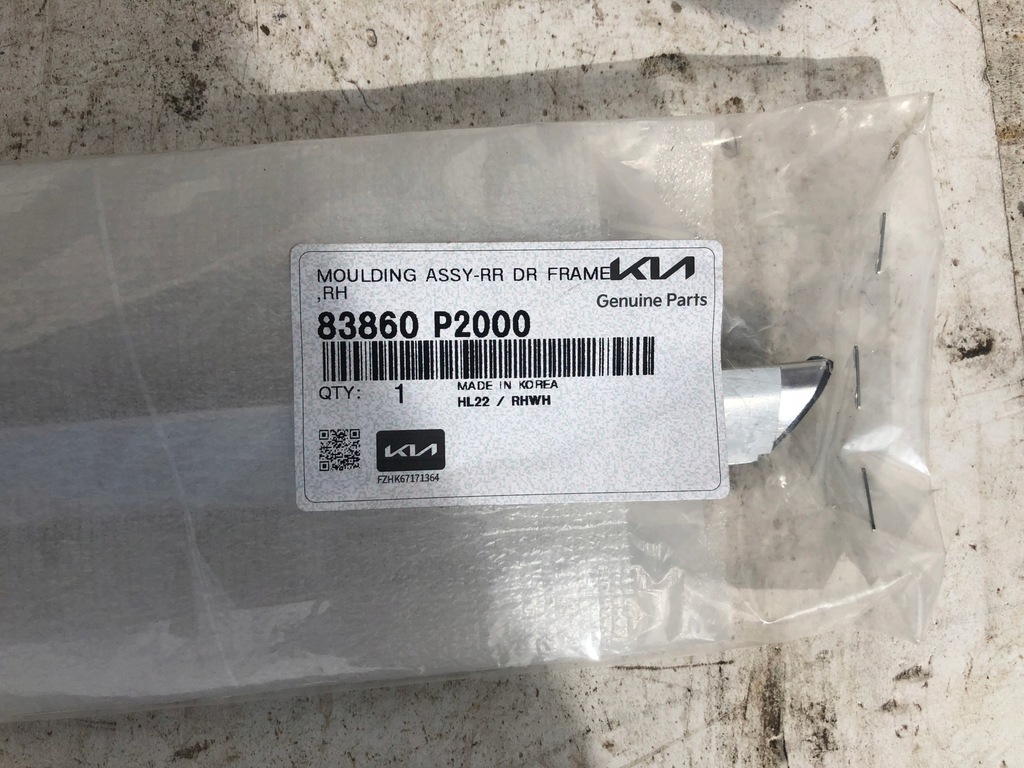 MOULDING ASSY-RR DR FRAME
,RH
KIA
Genuine Parts
83860 P2000
QTY: 1
MADE IN KOREA
HL22 / RHWH
KIA
FZHK67171364